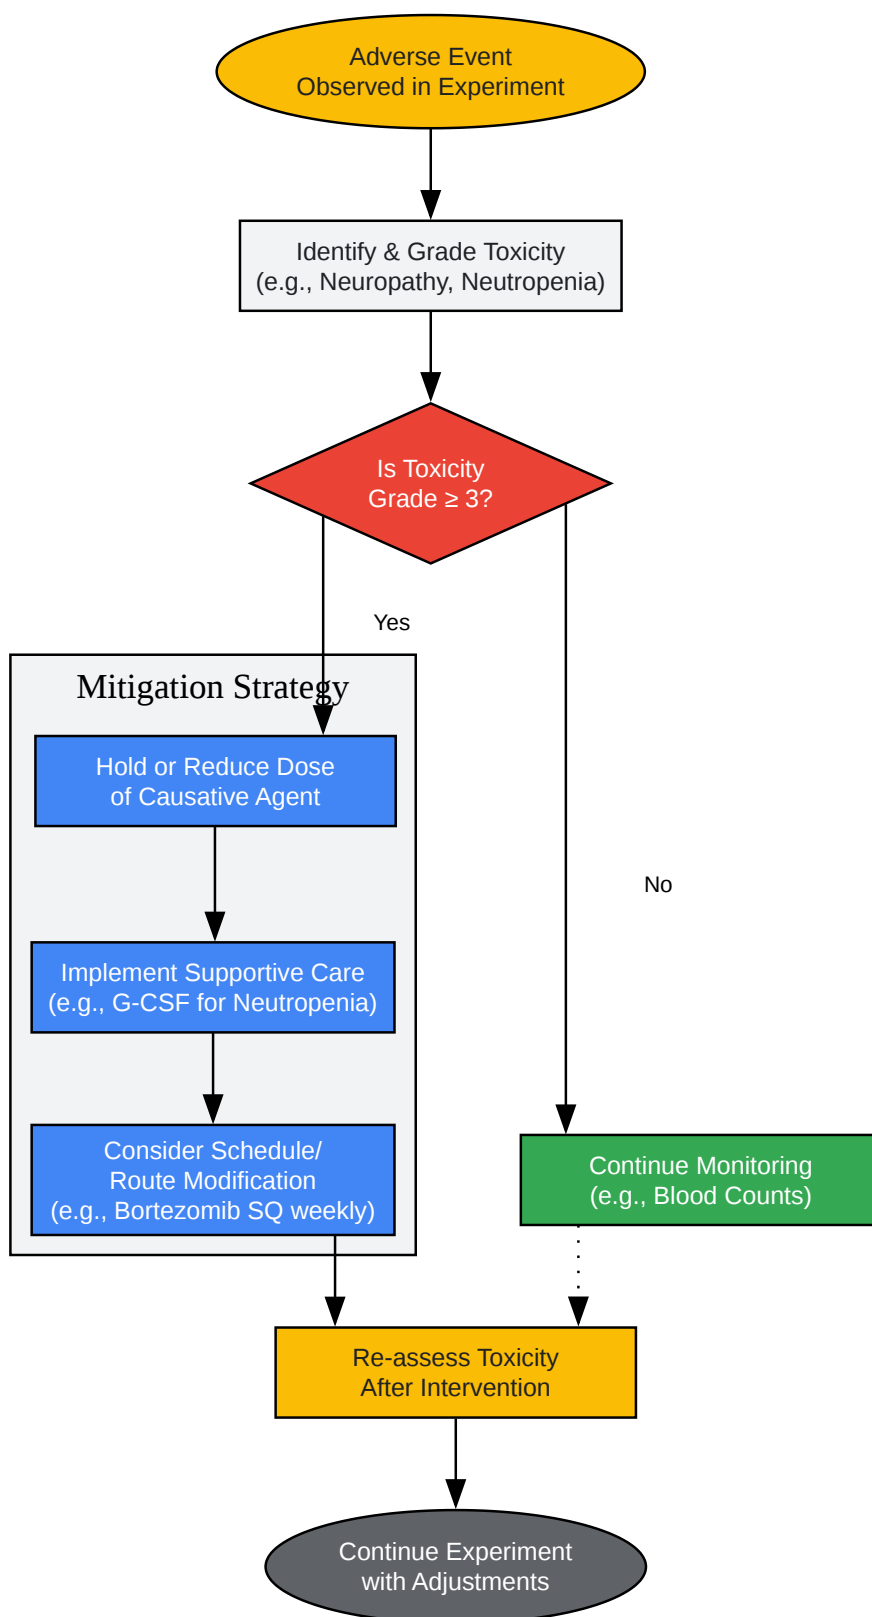 Adverse Event
Observed in Experiment
Identify & Grade Toxicity
(e.g., Neuropathy, Neutropenia)
Is Toxicity
Grade ≥ 3?
Yes
Mitigation Strategy
Hold or Reduce Dose
of Causative Agent
No
Implement Supportive Care
(e.g., G-CSF for Neutropenia)
Consider Schedule/
Route Modification
(e.g., Bortezomib SQ weekly)
Continue Monitoring
(e.g., Blood Counts)
Re-assess Toxicity
After Intervention
Continue Experiment
with Adjustments